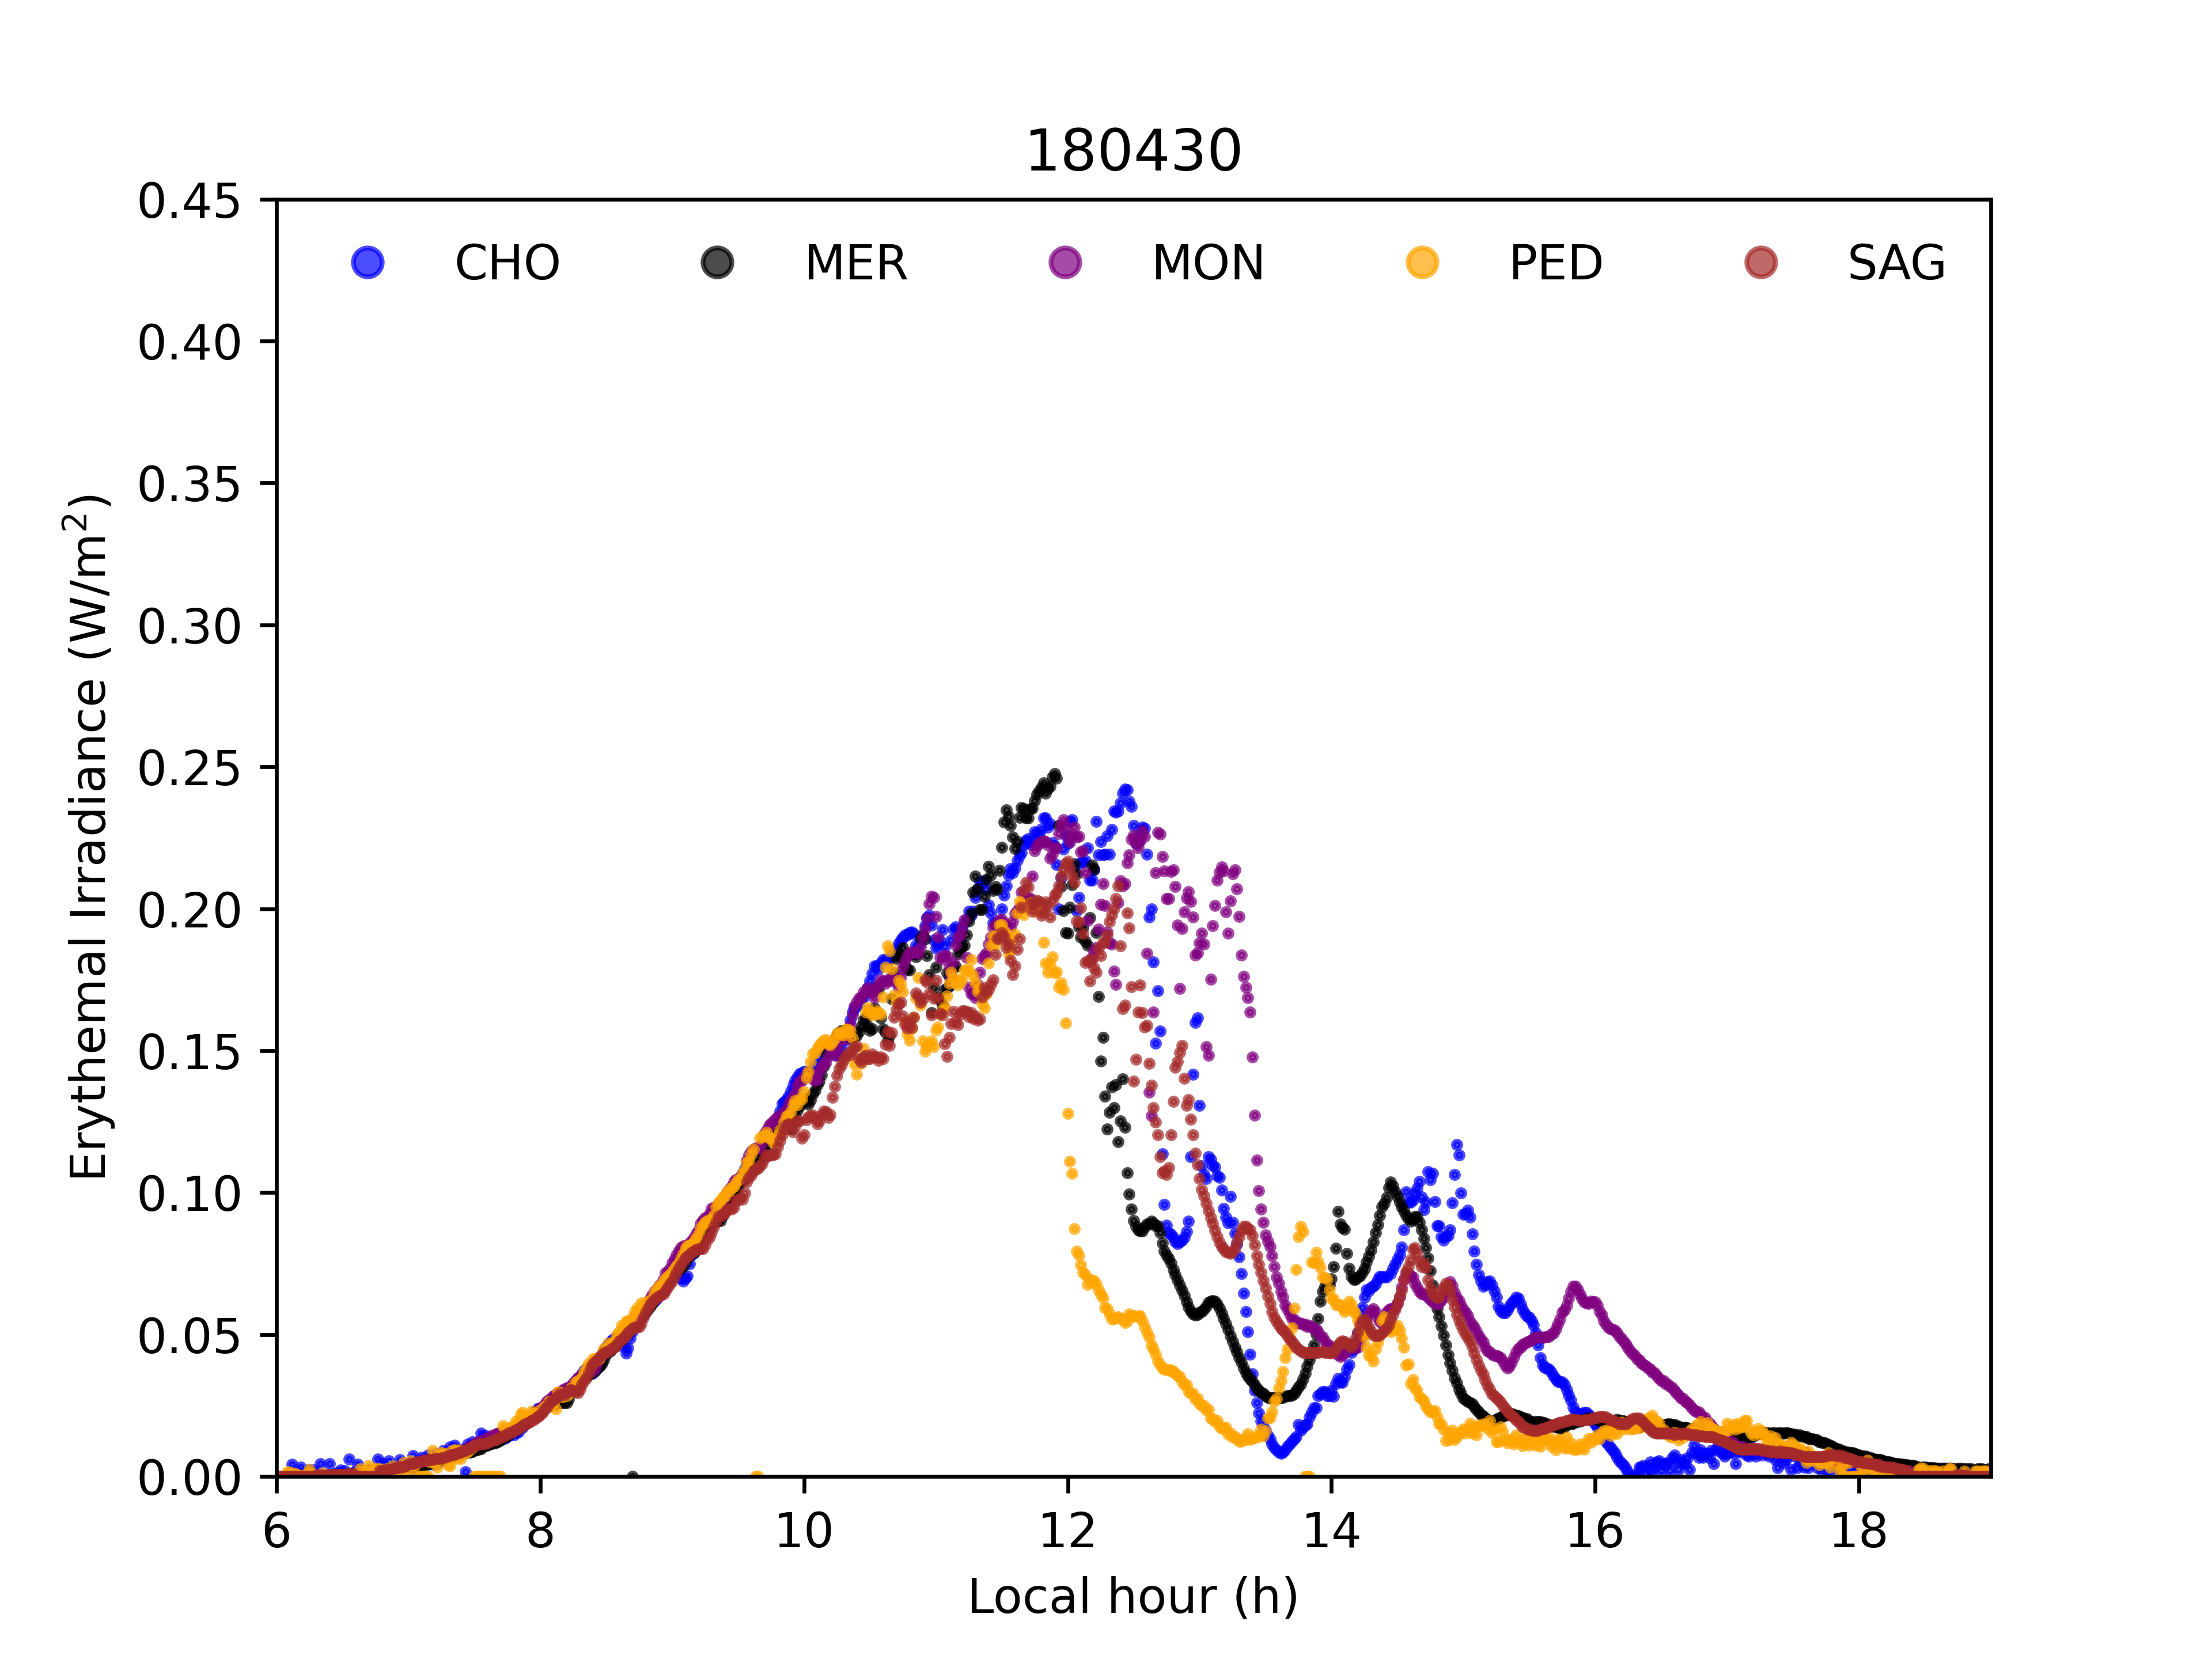 180430
CHO MER MON PED SAG
Erythemal Irradiance (W/m²)
0.45
0.40
0.35
0.30
0.25
0.20
0.15
0.10
0.05
0.00
6 8 10 12 14 16 18
Local hour (h)